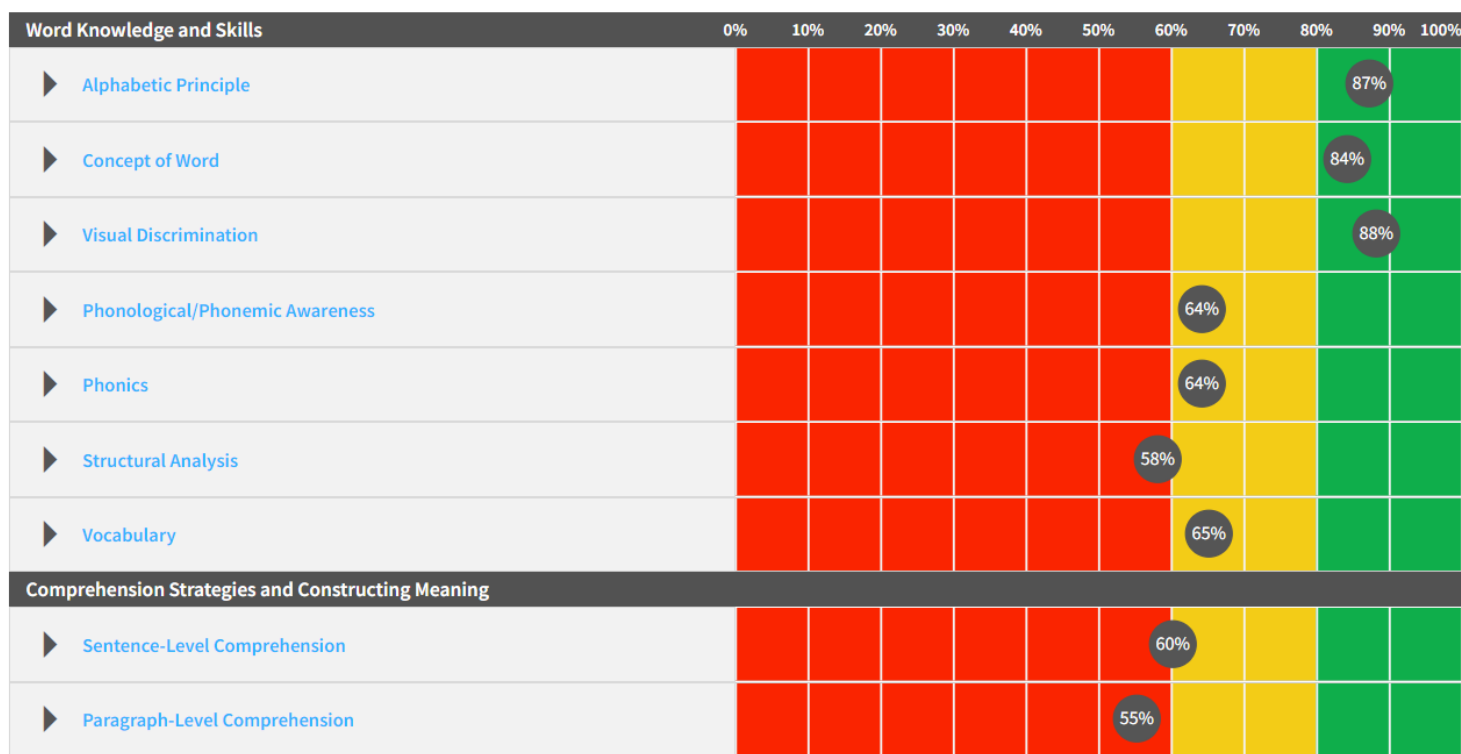 Word Knowledge and Skills 0% 10% 20% 30% 40% 50% 60% 70% 80% 90% 100%
Alphabetic Principle 87%
Concept of Word 84%
Visual Discrimination 88%
Phonological/Phonemic Awareness 64%
Phonics 64%
Structural Analysis 58%
Vocabulary 65%
Comprehension Strategies and Constructing Meaning
Sentence-Level Comprehension 60%
Paragraph-Level Comprehension 55%